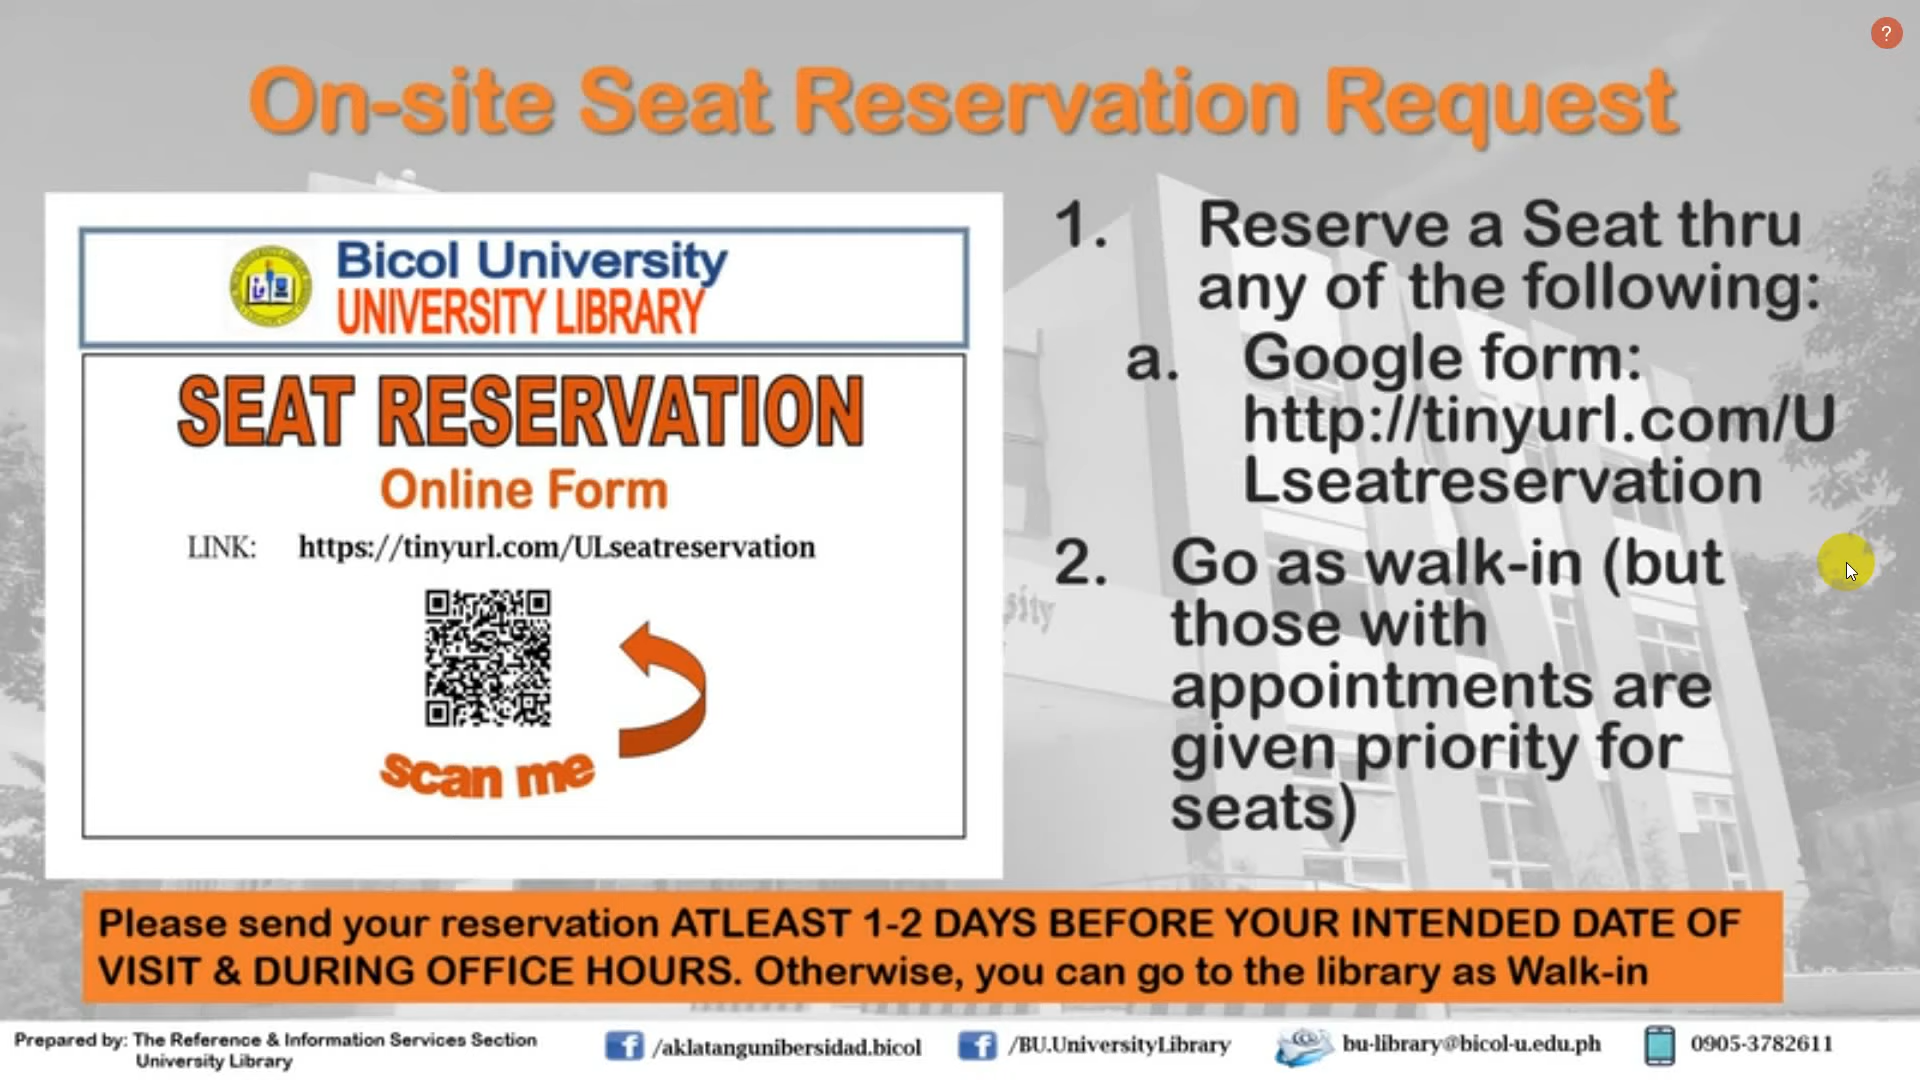 ?
On-site Seat Reservation Request
Bicol University
UNIVERSITY LIBRARY
SEAT RESERVATION
Online Form
LINK: https://tinyurl.com/ULseatreservation
scan me
1. Reserve a Seat thru
any of the following:
a. Google form:
http://tinyurl.com/U
Lseatreservation
2. Go as walk-in (but
those with
appointments are
given priority for
seats)
Please send your reservation ATLEAST 1-2 DAYS BEFORE YOUR INTENDED DATE OF
VISIT & DURING OFFICE HOURS. Otherwise, you can go to the library as Walk-in
Prepared by: The Reference & Information Services Section
University Library
/aklatangunibersidad.bicol
/BU.UniversityLibrary
bu-library@bicol-u.edu.ph
0905-3782611